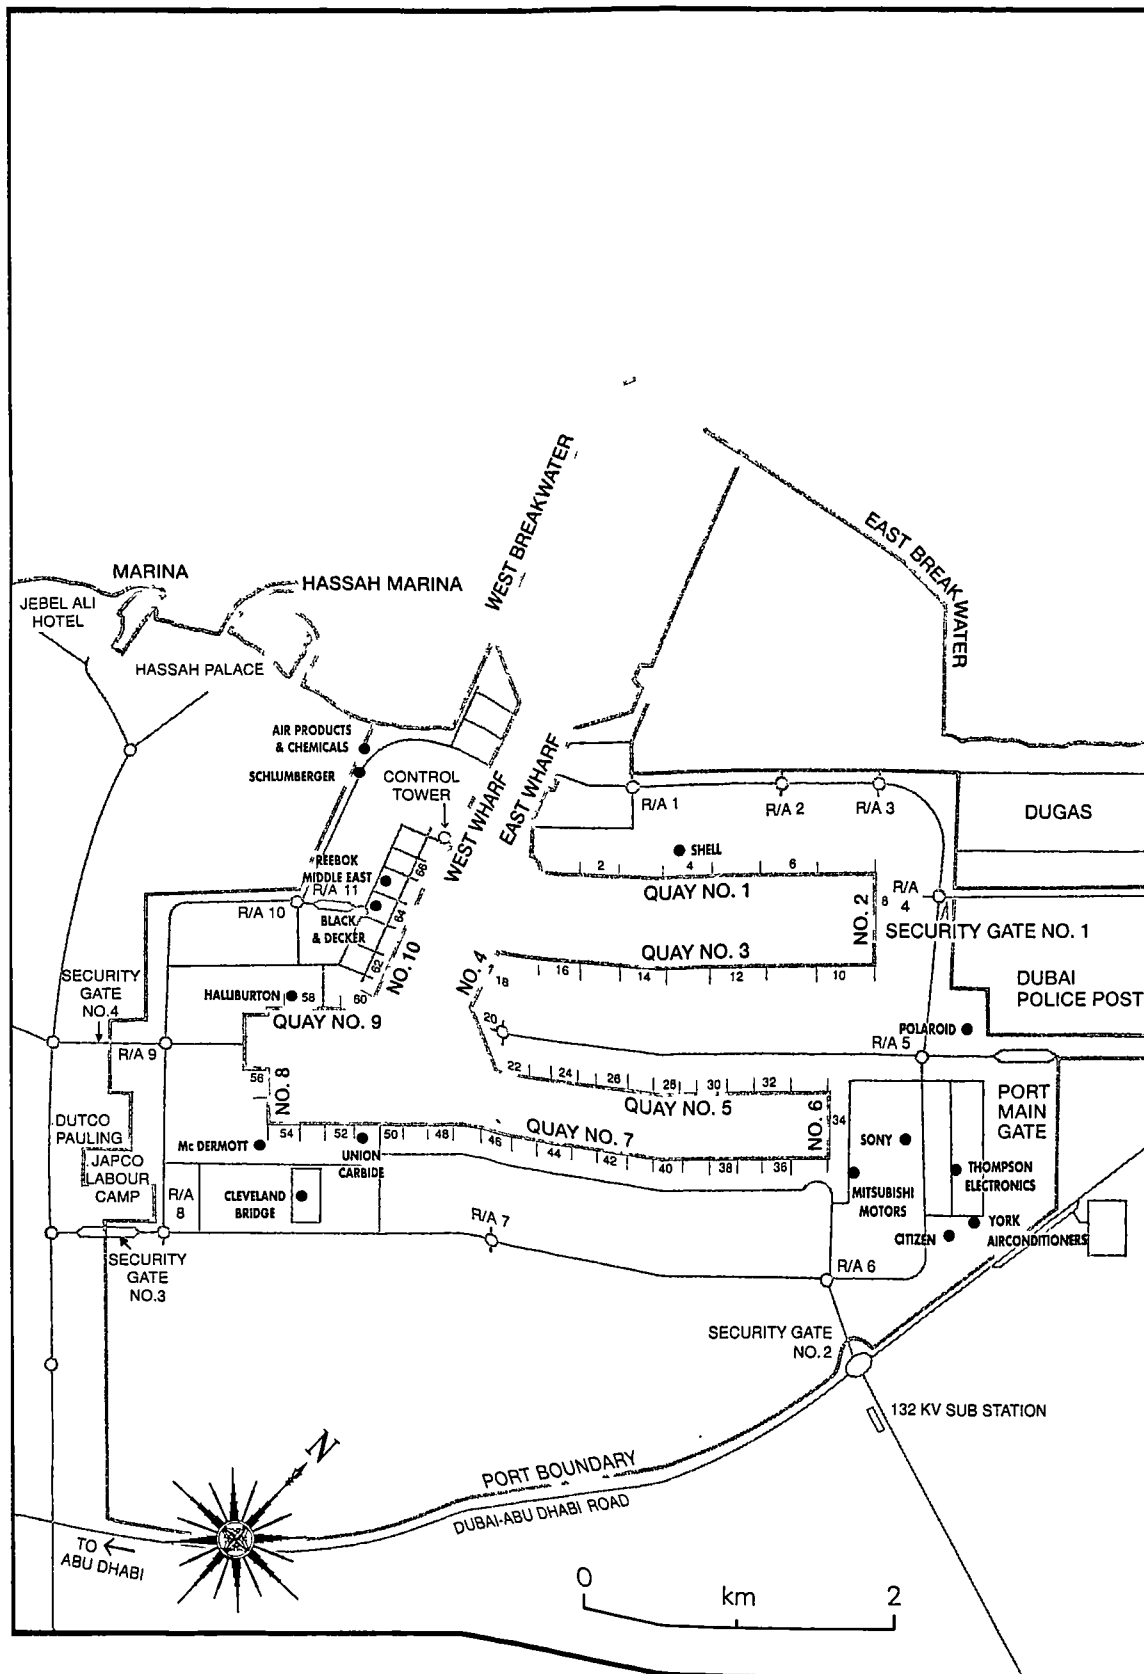 WEST BREAKWATER
EAST BREAKWATER
MARINA
HASSAH MARINA
JEBEL ALI
HOTEL
HASSAH PALACE
AIR PRODUCTS
& CHEMICALS
SCHLUMBERGER
CONTROL
TOWER
WEST WHARF
EAST WHARF
R/A 1
R/A 2
R/A 3
DUGAS
SHELL
2
4
6
QUAY NO. 1
NO. 2
8
R/A
4
SECURITY GATE NO. 1
REEBOK
MIDDLE EAST
R/A 11
R/A 10
BLACK
& DECKER
66
64
62
60
NO. 10
QUAY NO. 3
NO. 4
18
16
14
12
10
DUBAI
POLICE POST
SECURITY
GATE
NO.4
HALLIBURTON
58
QUAY NO. 9
POLAROID
20
R/A 5
R/A 9
22
24
26
28
30
32
QUAY NO. 5
NO. 6
34
PORT
MAIN
GATE
56
NO. 8
DUTCO
PAULING
JAPCO
LABOUR
CAMP
Mc DERMOTT
54
52
50
48
46
44
42
40
38
36
QUAY NO. 7
UNION
CARBIDE
SONY
MITSUBISHI
MOTORS
THOMPSON
ELECTRONICS
CITIZEN
YORK
AIRCONDITIONERS
R/A
8
CLEVELAND
BRIDGE
R/A 7
R/A 6
SECURITY
GATE
NO.3
SECURITY GATE
NO. 2
132 KV SUB STATION
N
PORT BOUNDARY
DUBAI-ABU DHABI ROAD
TO
ABU DHABI
0
km
2